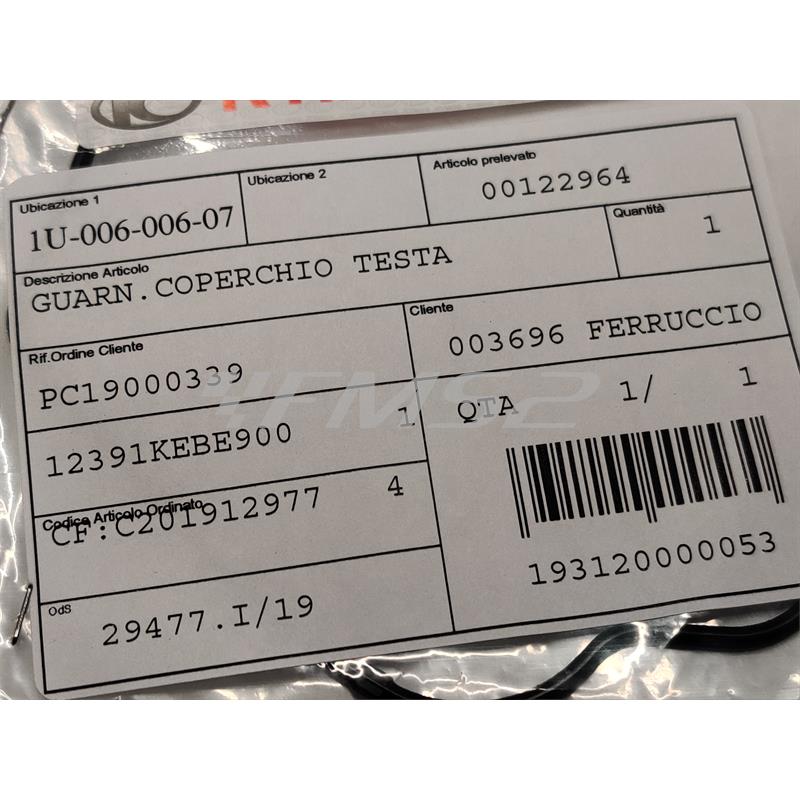 Ubicazione 1
1U-006-006-07
Ubicazione 2
Articolo prelevato
00122964
Descrizione Articolo
GUARN.COPERCHIO TESTA
Quantità
1
Rif.Ordine Cliente
PC19000339
Cliente
003696 FERRUCCIO
12391KEBE900 1
QTA 1/ 1
Codice Articolo Ordinato
CF:C201912977 4
193120000053
OdS
29477.I/19
4FMS2